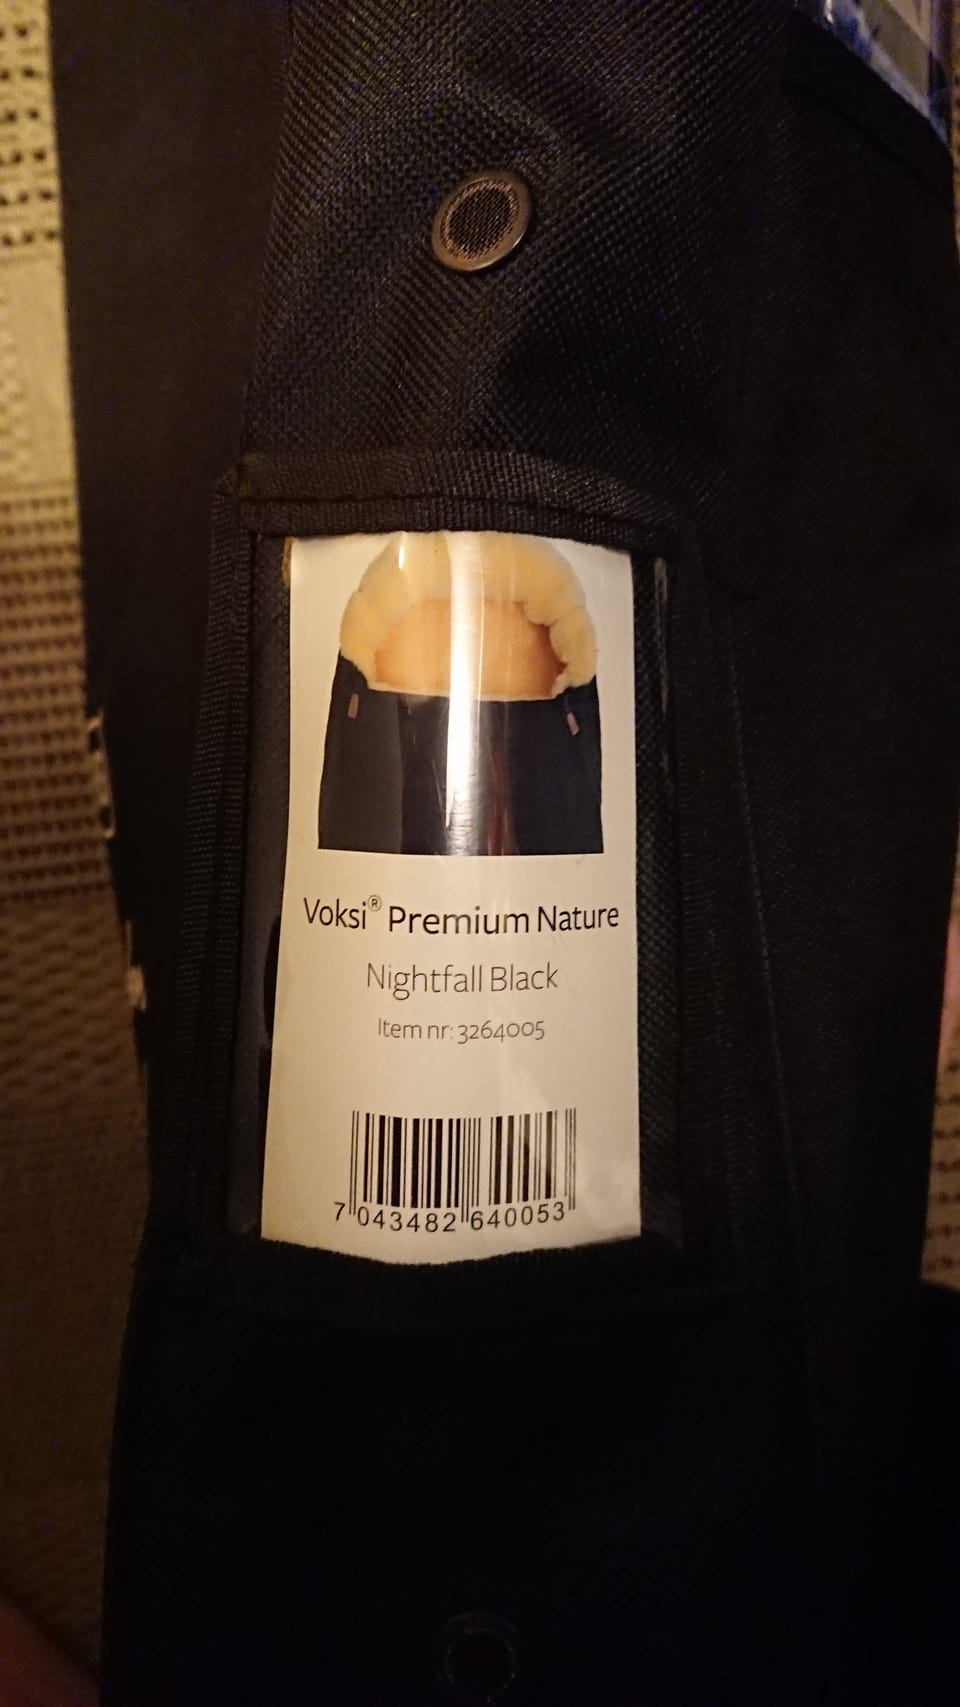 Voksi® Premium Nature
Nightfall Black
Item nr: 3264005
7 043482 640053